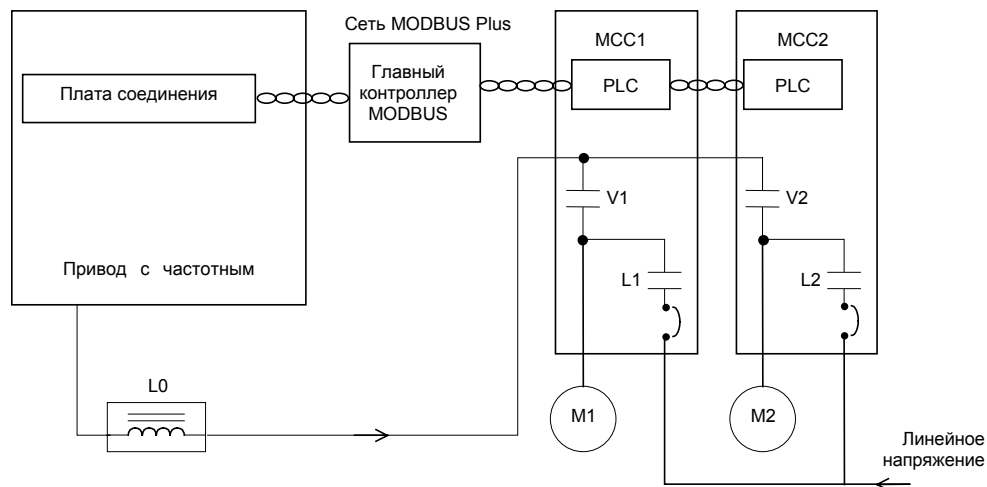 Сеть MODBUS Plus
MCC1
MCC2
Плата соединения
Главный
контроллер
MODBUS
PLC
PLC
V1
V2
Привод с частотным
L1
L2
L0
M1
M2
Линейное
напряжение